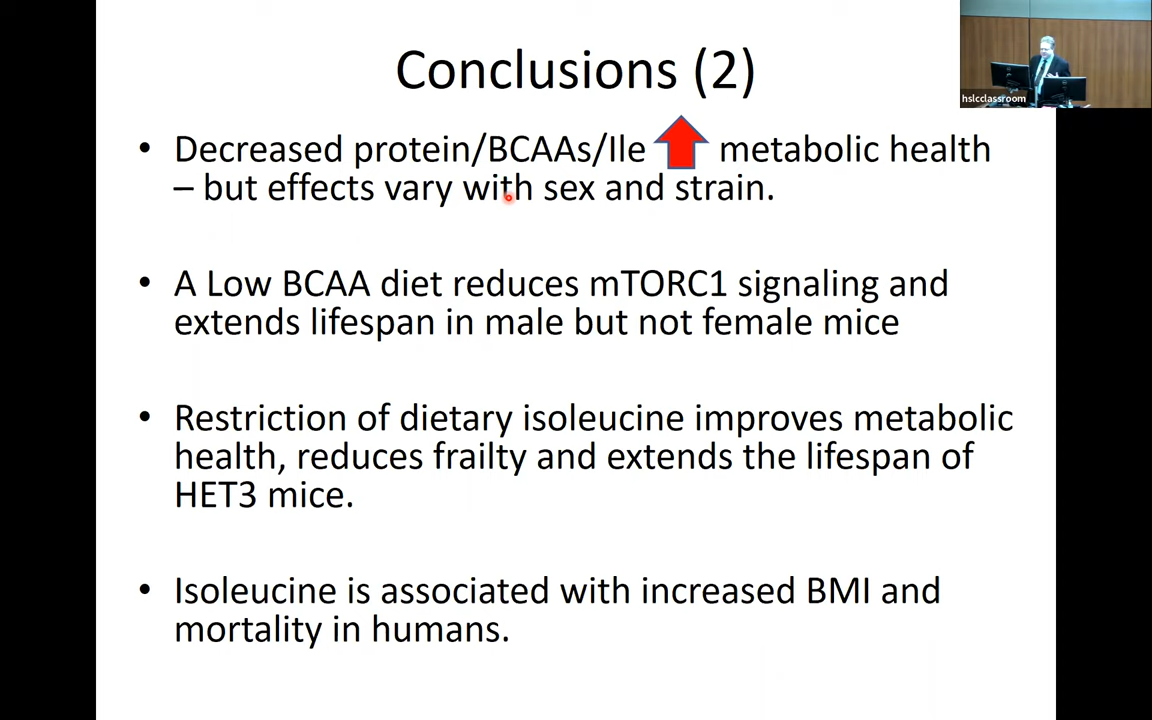 Conclusions (2)
hslcclassroom
• Decreased protein/BCAAs/Ile metabolic health
– but effects vary with sex and strain.
• A Low BCAA diet reduces mTORC1 signaling and
extends lifespan in male but not female mice
• Restriction of dietary isoleucine improves metabolic
health, reduces frailty and extends the lifespan of
HET3 mice.
• Isoleucine is associated with increased BMI and
mortality in humans.